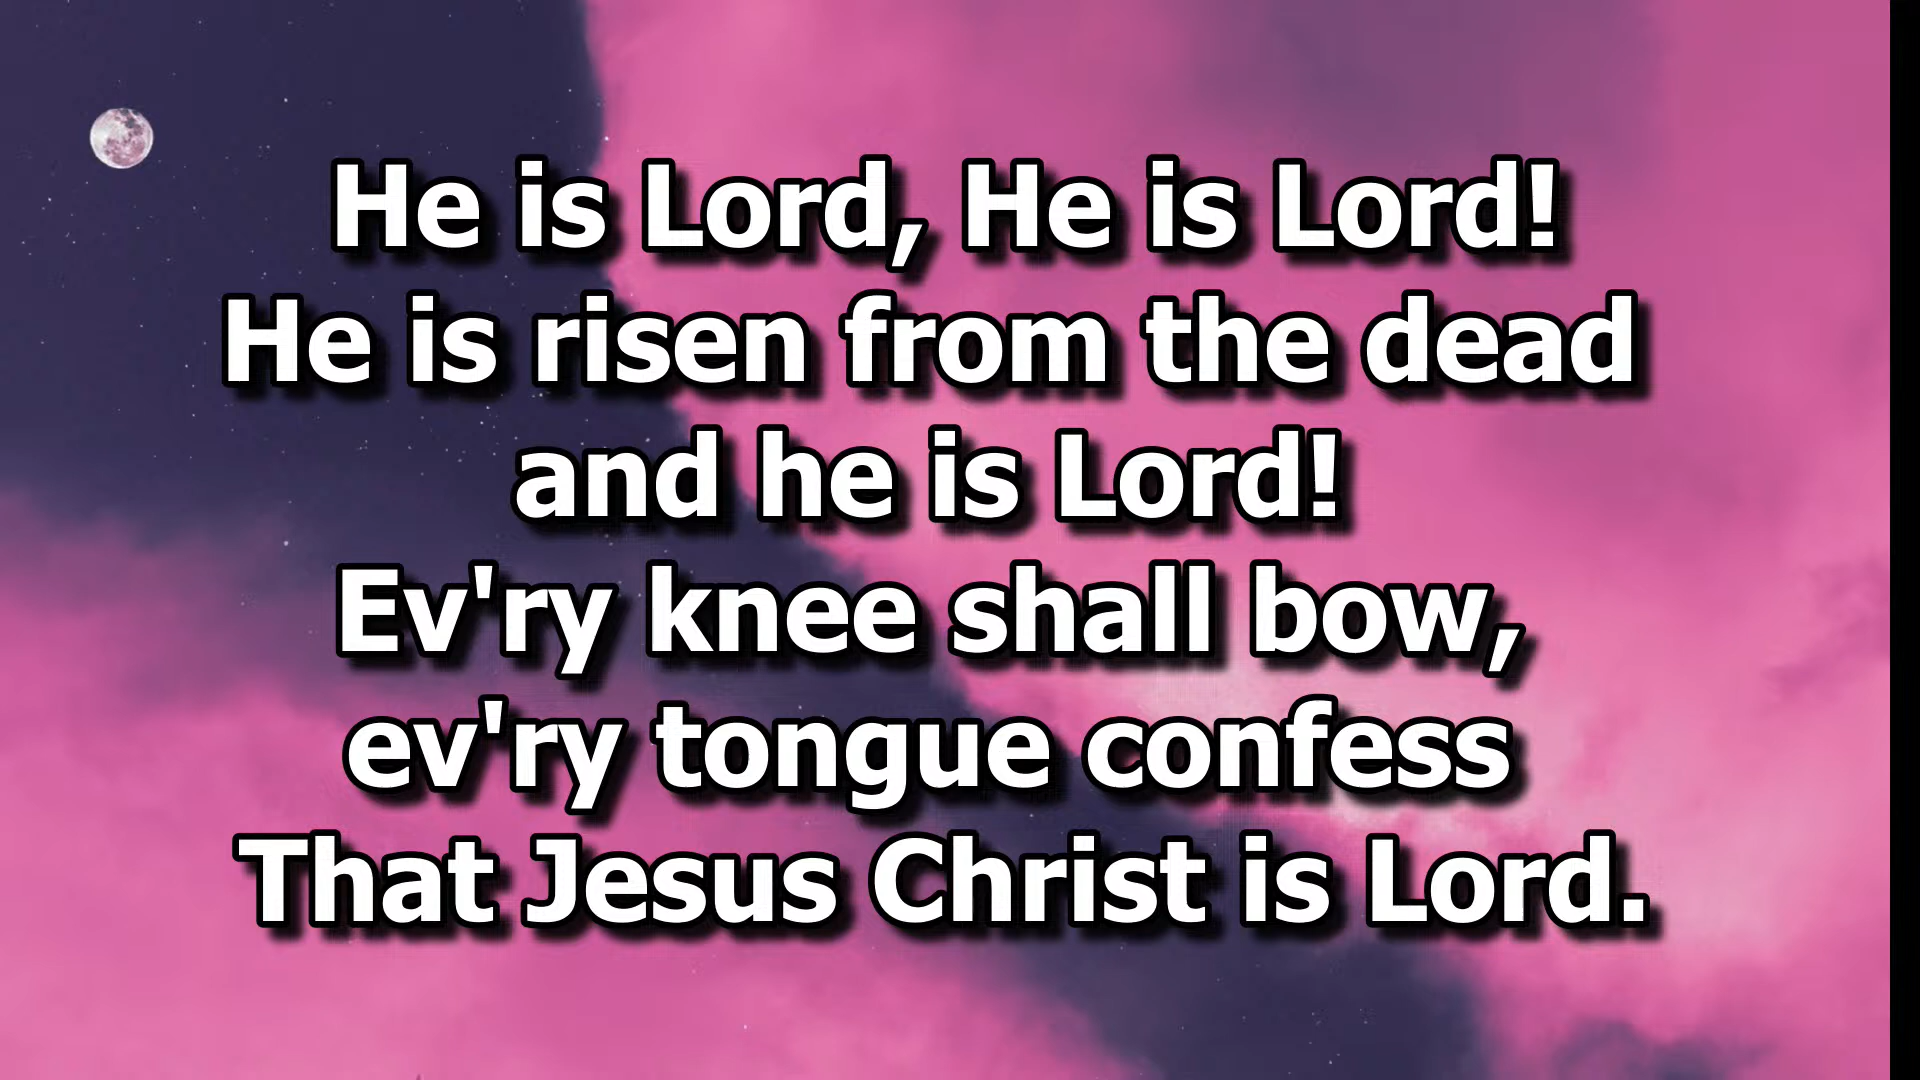 He is Lord, He is Lord!
He is risen from the dead
and he is Lord!
Ev'ry knee shall bow,
ev'ry tongue confess
That Jesus Christ is Lord.